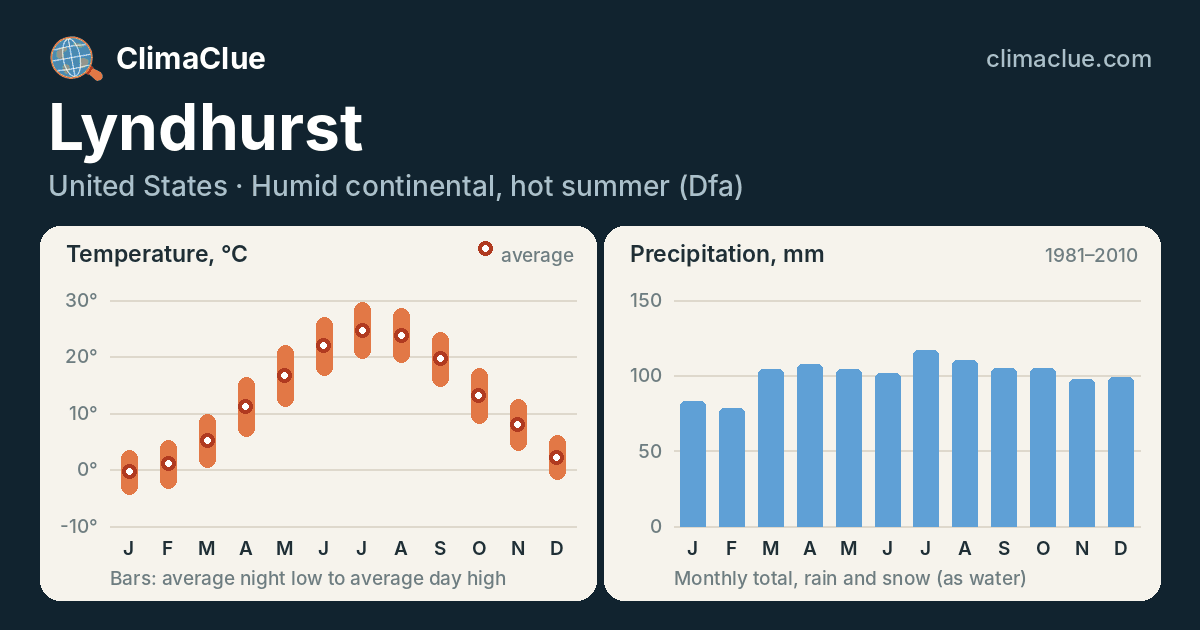 ClimaClue
climaclue.com
Lyndhurst
United States · Humid continental, hot summer (Dfa)
Temperature, °C
average
30°
20°
10°
0°
-10°
J F M A M J J A S O N D
Bars: average night low to average day high
Precipitation, mm
1981–2010
150
100
50
0
J F M A M J J A S O N D
Monthly total, rain and snow (as water)